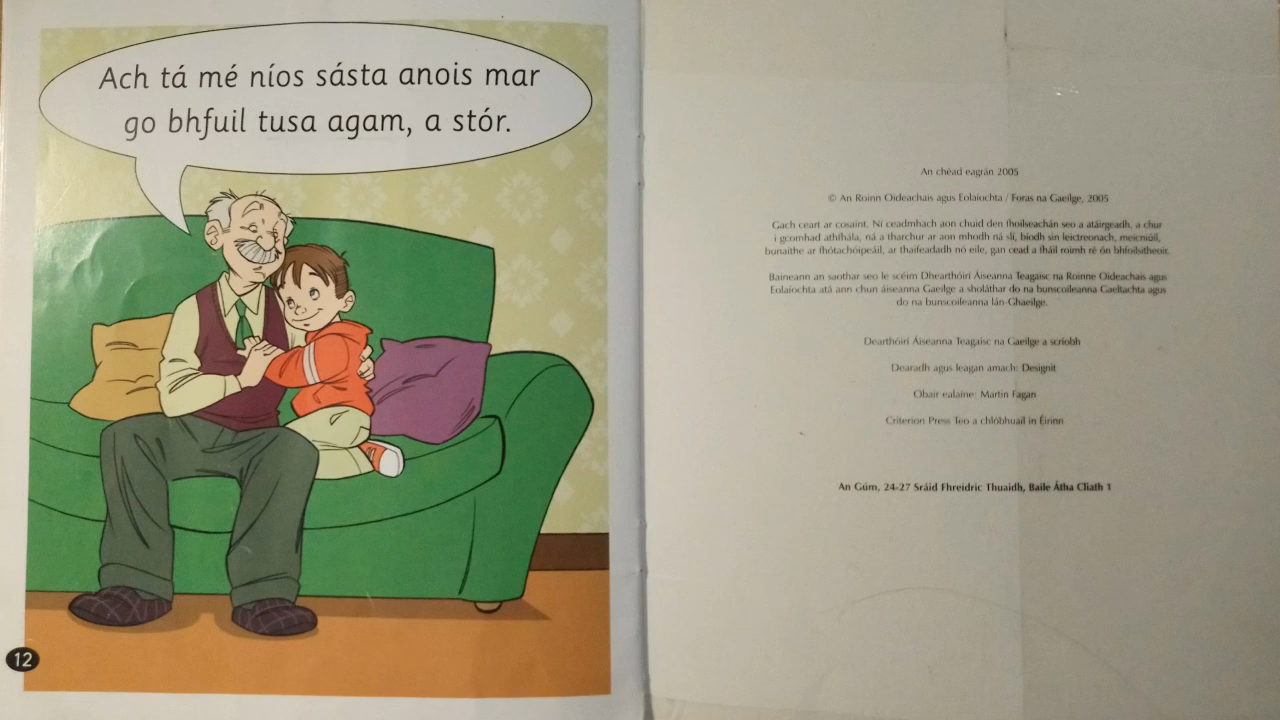 Ach tá mé níos sásta anois mar
go bhfuil tusa agam, a stór.
12
An chéad eagrán 2005
© An Roinn Oideachais agus Eolaíochta / Foras na Gaeilge, 2005
Gach ceart ar cosaint. Ní ceadmhach aon chuid den fhoilseachán seo a atáirgeadh, a chur
i gcomhad athfhála, ná a tharchur ar aon mhodh ná slí, bíodh sin leictreonach, meicniúil,
bunaithe ar fhótachóipeáil, ar thaifeadadh nó eile, gan cead a fháil roimh ré ón bhfoilsitheoir.
Baineann an saothar seo le scéim Dhearthóirí Áiseanna Teagaisc na Roinne Oideachais agus
Eolaíochta atá ann chun áiseanna Gaeilge a sholáthar do na bunscoileanna Gaeltachta agus
do na bunscoileanna lán-Ghaeilge.
Dearthóirí Áiseanna Teagaisc na Gaeilge a scríobh
Dearadh agus leagan amach: Designit
Obair ealaíne: Martin Fagan
Criterion Press Teo a chlóbhuail in Éirinn
An Gúm, 24-27 Sráid Fhreidric Thuaidh, Baile Átha Cliath 1